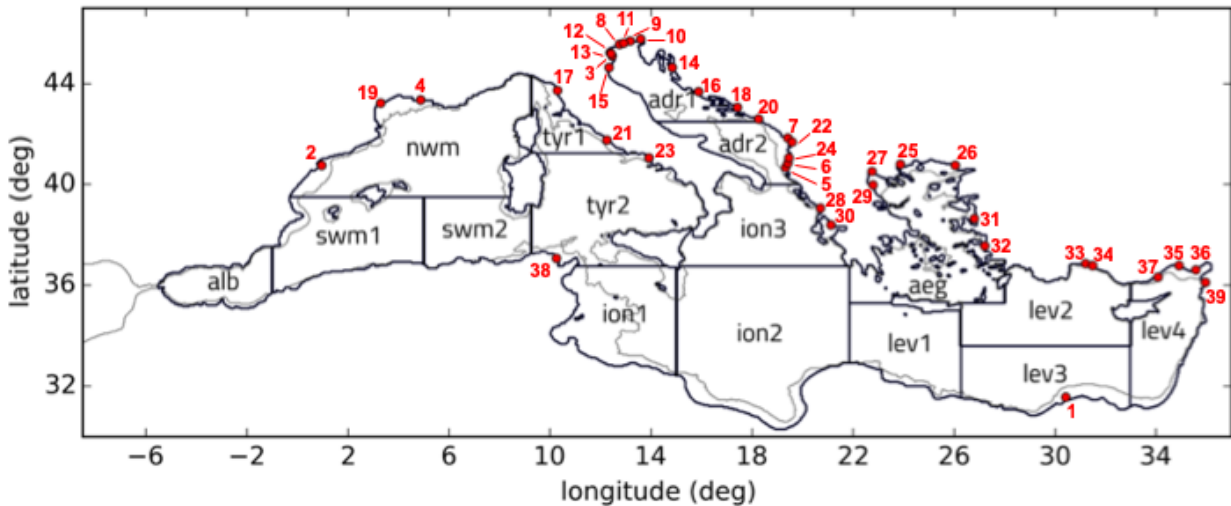 8 11 9
12 10
13
3 14
15
17 16 18
19 4 adr1 20
44
7 22
adr2
24
6
5
21 23
tyr1
nwm
2
27 25 26
29
40
28
30
31
32
tyr2
ion3
swm1 swm2
38
33 34 35 36
37
39
36
alb
aeg
ion1
ion2
lev1
lev2
lev4
lev3
1
32
−6 −2 2 6 10 14 18 22 26 30 34
longitude (deg)
latitude (deg)